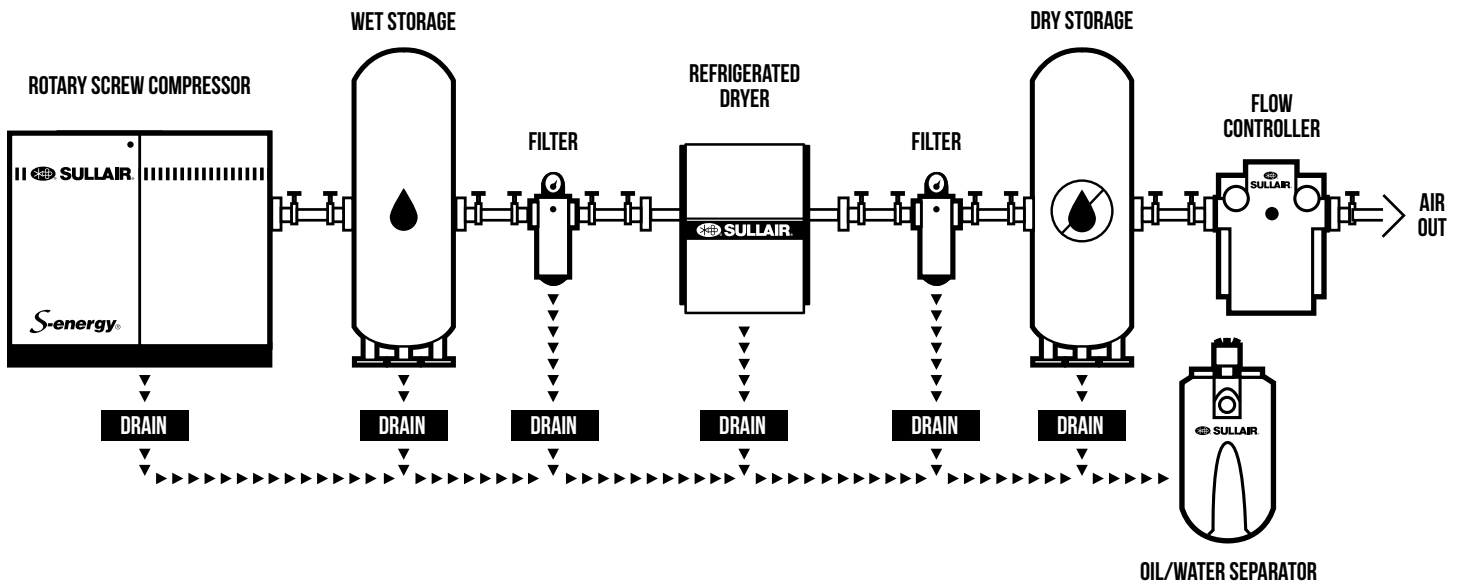 WET STORAGE
DRY STORAGE
ROTARY SCREW COMPRESSOR
REFRIGERATED
DRYER
FLOW
CONTROLLER
FILTER
FILTER
SULLAIR
SULLAIR
SULLAIR
AIR
OUT
S-energy®
DRAIN
DRAIN
DRAIN
DRAIN
DRAIN
DRAIN
SULLAIR
OIL/WATER SEPARATOR